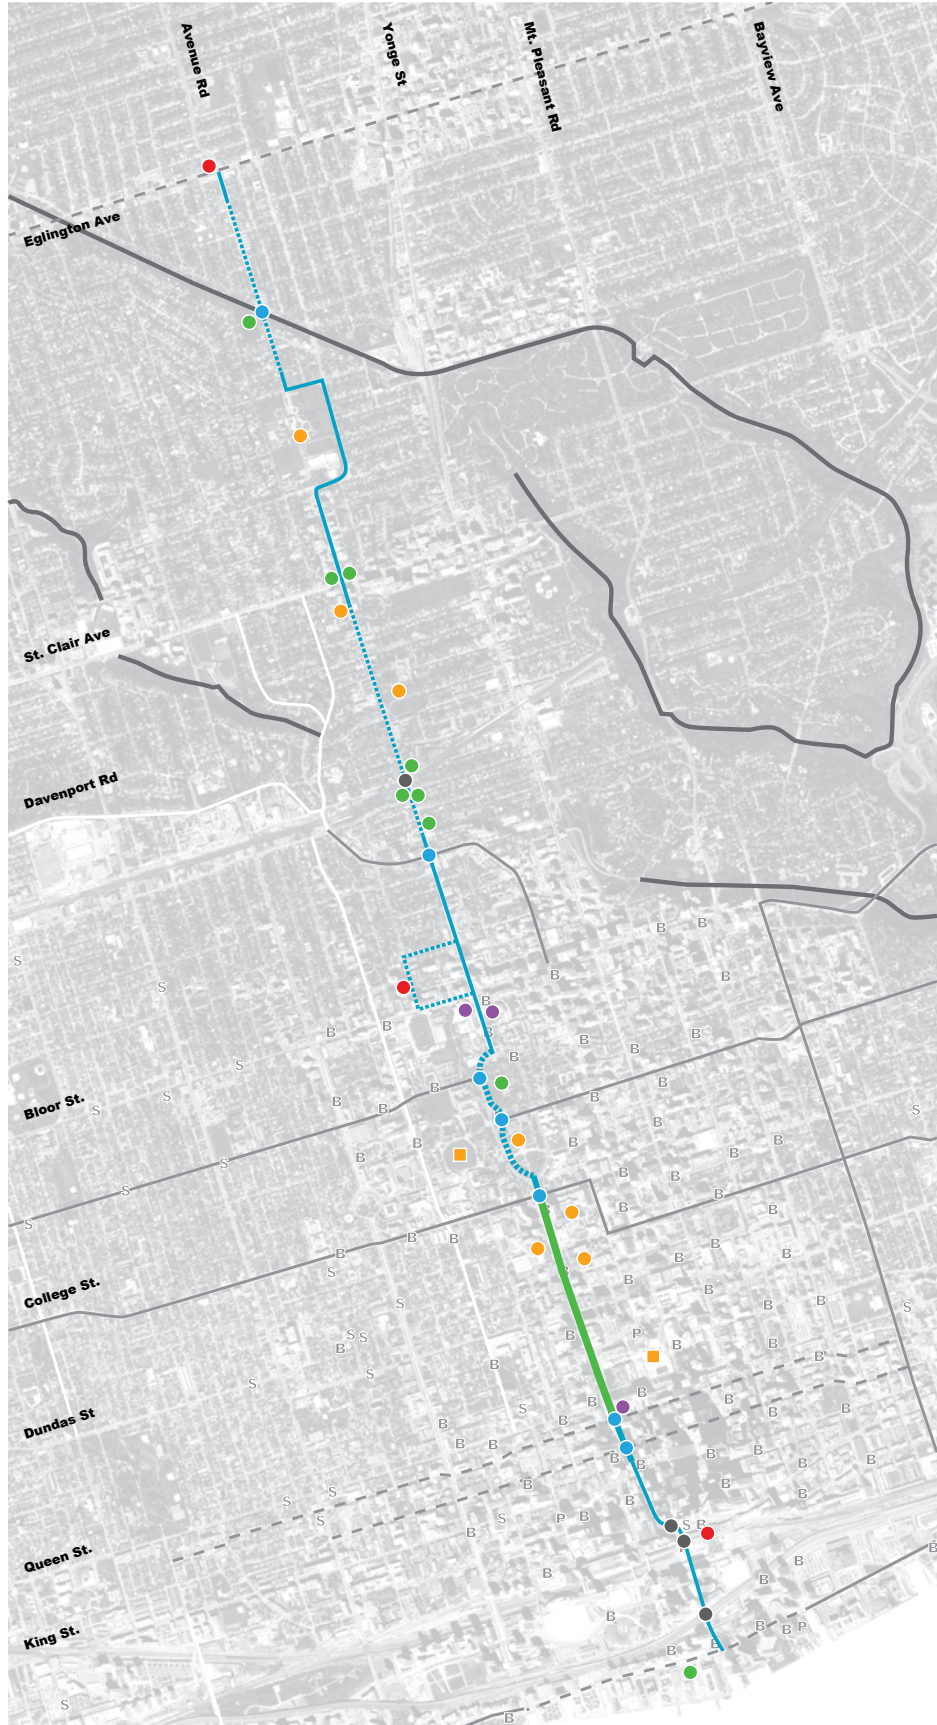 Avenue Rd
Yonge St
Mt. Pleasant Rd
Bayview Ave
Eglington Ave
St. Clair Ave
Davenport Rd
Bloor St.
College St.
Dundas St
Queen St.
King St.